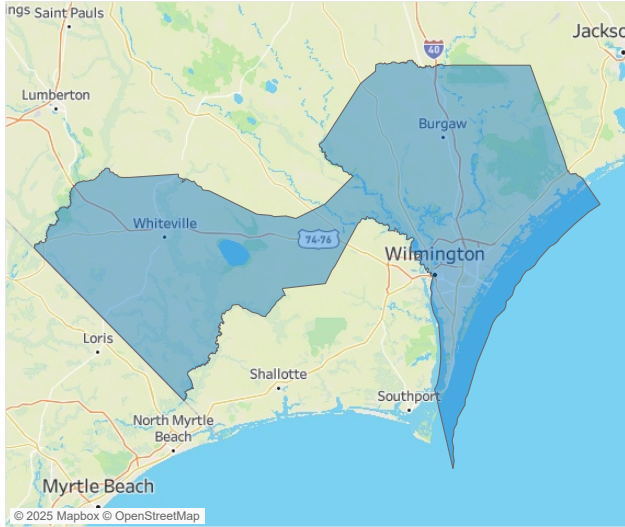 ngs
Saint Pauls
Jackso
40
Lumberton
Burgaw
Whiteville
74-76
Wilmington
Loris
Shallotte
Southport
North Myrtle
Beach
Myrtle Beach
© 2025 Mapbox © OpenStreetMap